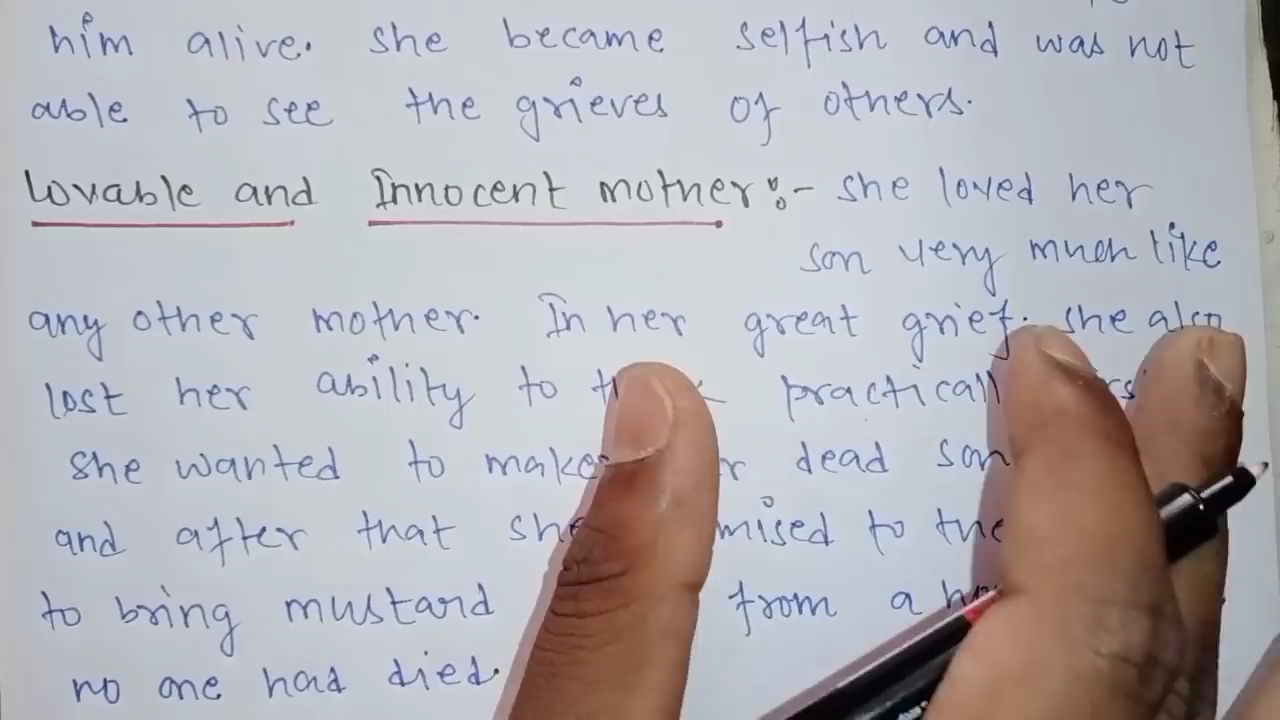 him alive. she became selfish and was not
able to see the grieves of others.
Lovable and Innocent mother:- she loved her
son very much like
any other mother. In her great grief. she also
lost her ability to
she wanted to make dead son
and after that to the
to bring mustard from a
no one had died.